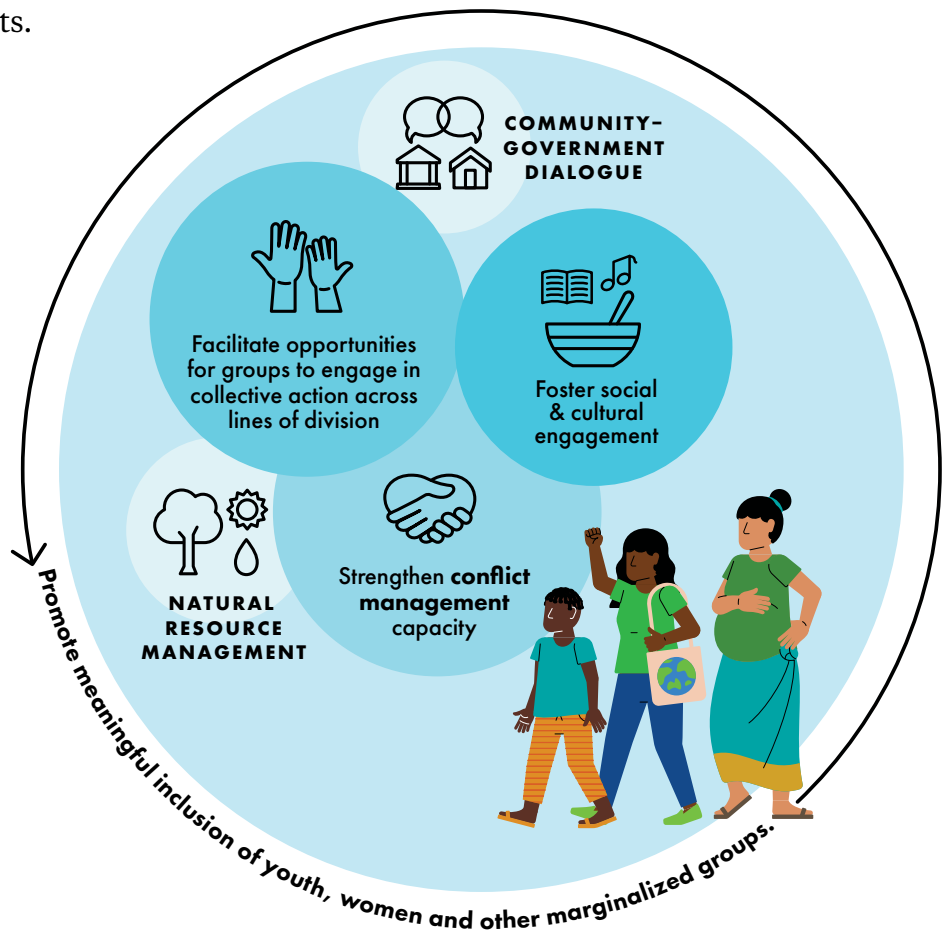 ts.
COMMUNITY–
GOVERNMENT
DIALOGUE
Facilitate opportunities
for groups to engage in
collective action across
lines of division
Foster social
& cultural
engagement
Strengthen conflict
management
capacity
NATURAL
RESOURCE
MANAGEMENT
Promote meaningful inclusion of youth, women and other marginalized groups.